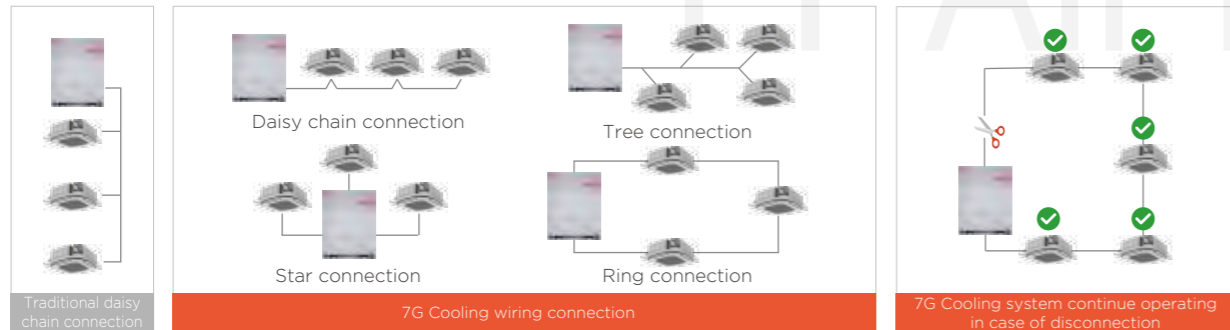 Daisy chain connection
Tree connection
Star connection
Ring connection
Traditional daisy
chain connection
7G Cooling wiring connection
7G Cooling system continue operating
in case of disconnection